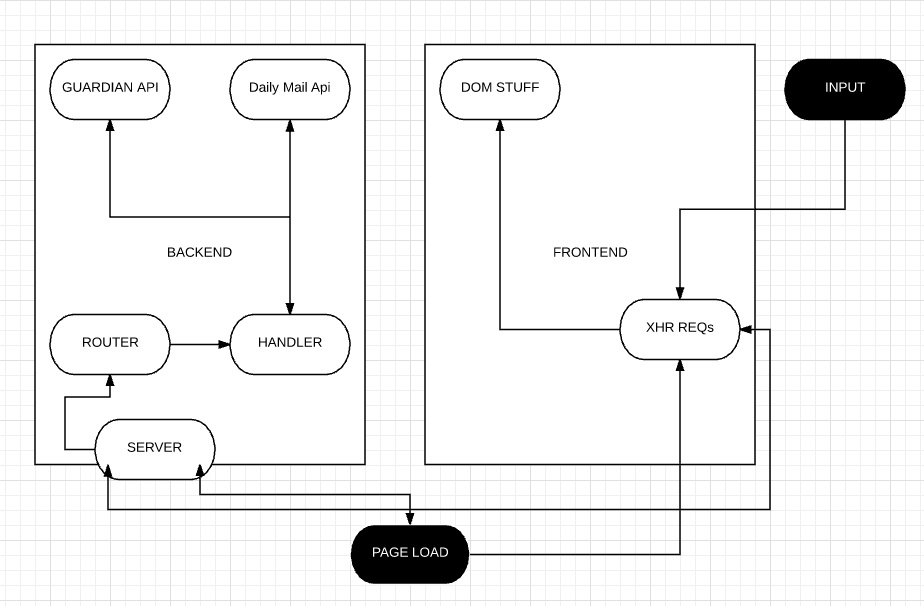 GUARDIAN API
Daily Mail Api
DOM STUFF
INPUT
BACKEND
FRONTEND
ROUTER
HANDLER
XHR REQs
SERVER
PAGE LOAD